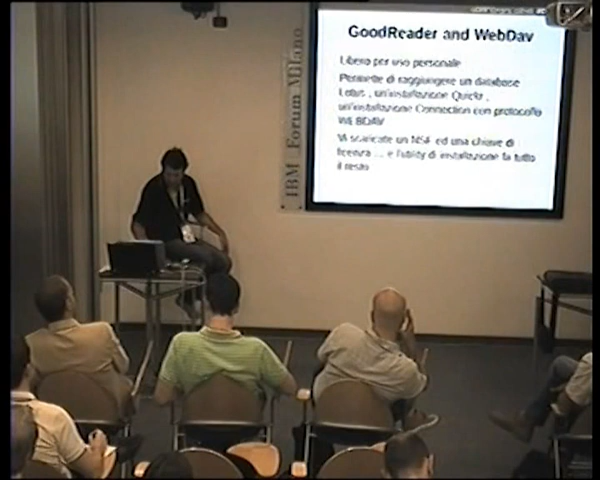 GoodReader and WebDav
Libero per uso personale
Permette di raggiungere un database
Lotus , un'installazione Quickr ,
un'installazione Connection con protocollo
WEBDAV
Vi scaricate un NSF ed una chiave di
licenza ... e l'utility di installazione fa tutto
il resto
IBM Forum Milano